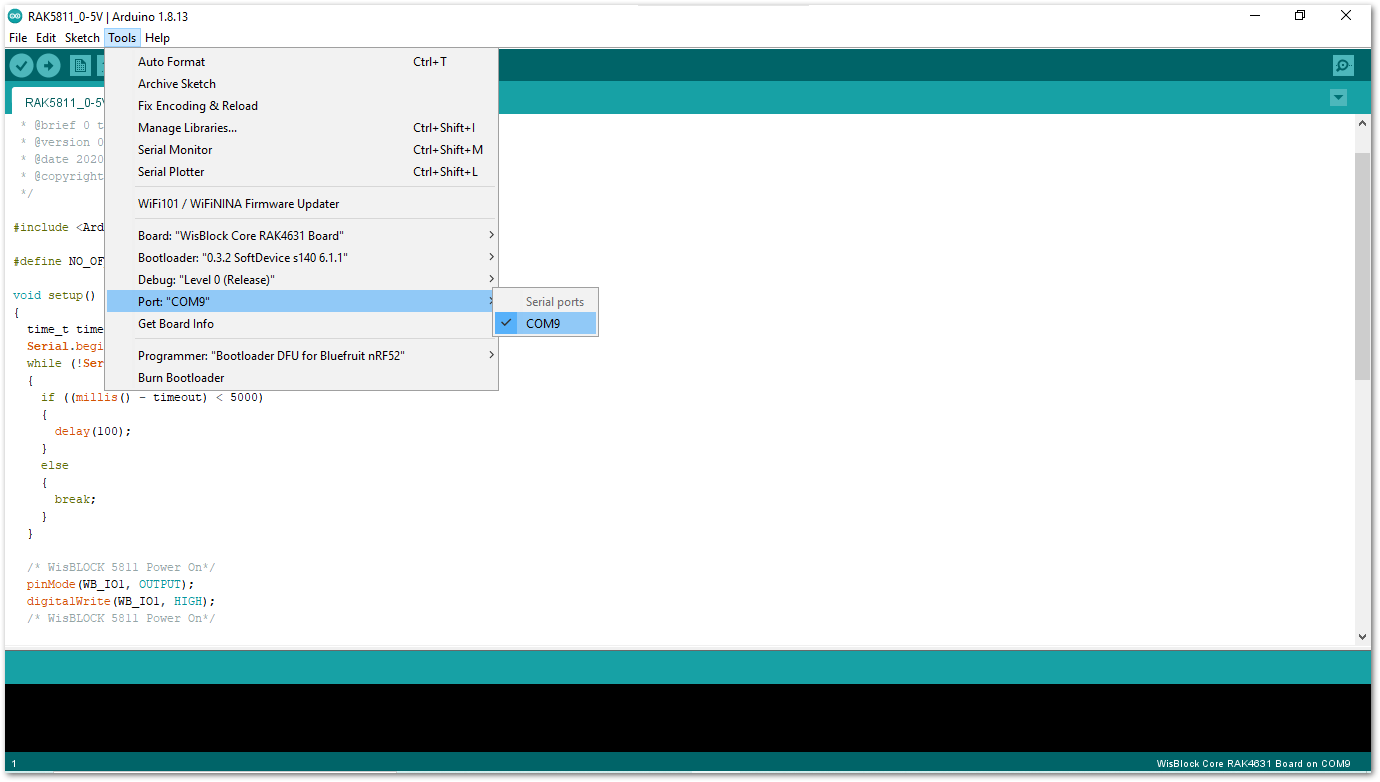 RAK5811_0-5V | Arduino 1.8.13
File Edit Sketch Tools Help
Auto Format Ctrl+T
Archive Sketch
Fix Encoding & Reload
Manage Libraries... Ctrl+Shift+I
Serial Monitor Ctrl+Shift+M
Serial Plotter Ctrl+Shift+L
WiFi101 / WiFiNINA Firmware Updater
Board: "WisBlock Core RAK4631 Board"
Bootloader: "0.3.2 SoftDevice s140 6.1.1"
Debug: "Level 0 (Release)"
Port: "COM9"
Get Board Info
Programmer: "Bootloader DFU for Bluefruit nRF52"
Burn Bootloader
Serial ports
COM9
RAK5811_0-5V
* @brief 0 t
* @version 0
* @date 2020
* @copyright
*/
#include <Ard
#define NO_OF
void setup()
{
time_t time
Serial.begi
while (!Ser
{
if ((millis() - timeout) < 5000)
{
delay(100);
}
else
{
break;
}
}
/* WisBLOCK 5811 Power On*/
pinMode(WB_IO1, OUTPUT);
digitalWrite(WB_IO1, HIGH);
/* WisBLOCK 5811 Power On*/
1 WisBlock Core RAK4631 Board on COM9